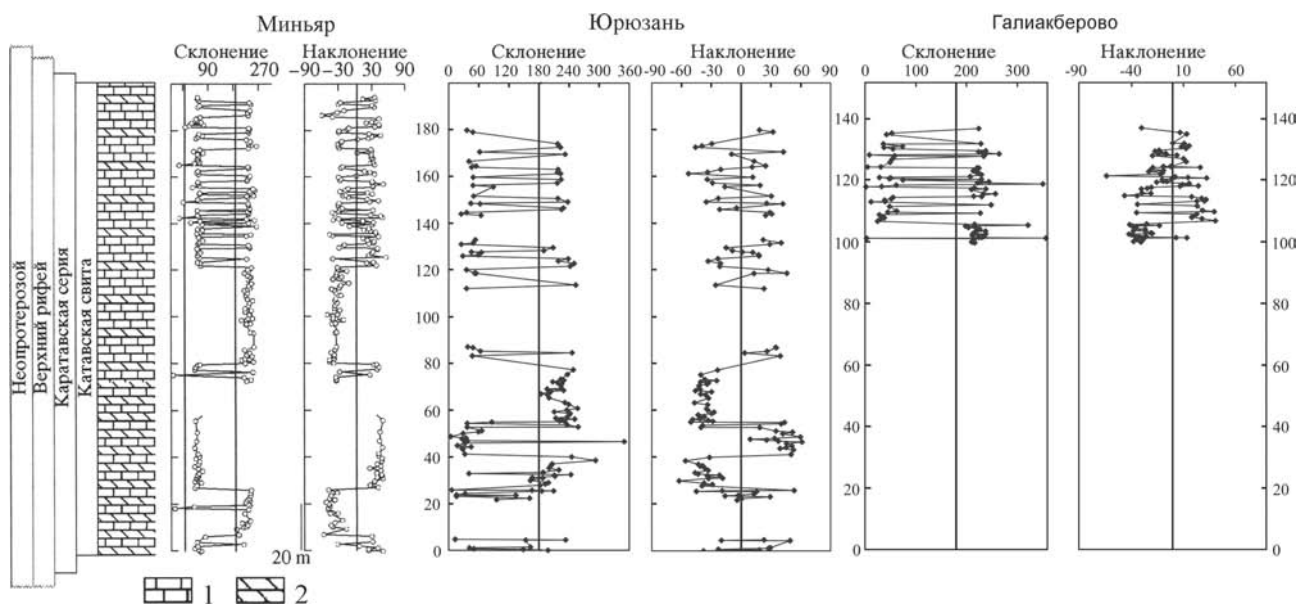 Миньяр
Юрюзань
Галиакберово
Склонение
Наклонение
Склонение
Наклонение
Склонение
Наклонение
90 270
−90 −30 30 90
0 60 120 180 240 300 360
-90 -60 -30 0 30 60 90
0 100 200 300
-90 -40 10 60
180
160
140
120
100
80
60
40
20
0
140
120
100
80
60
40
20
0
140
120
100
80
60
40
20
0
Неопротерозой
Верхний рифей
Каратавская серия
Катавская свита
20 m
1
2